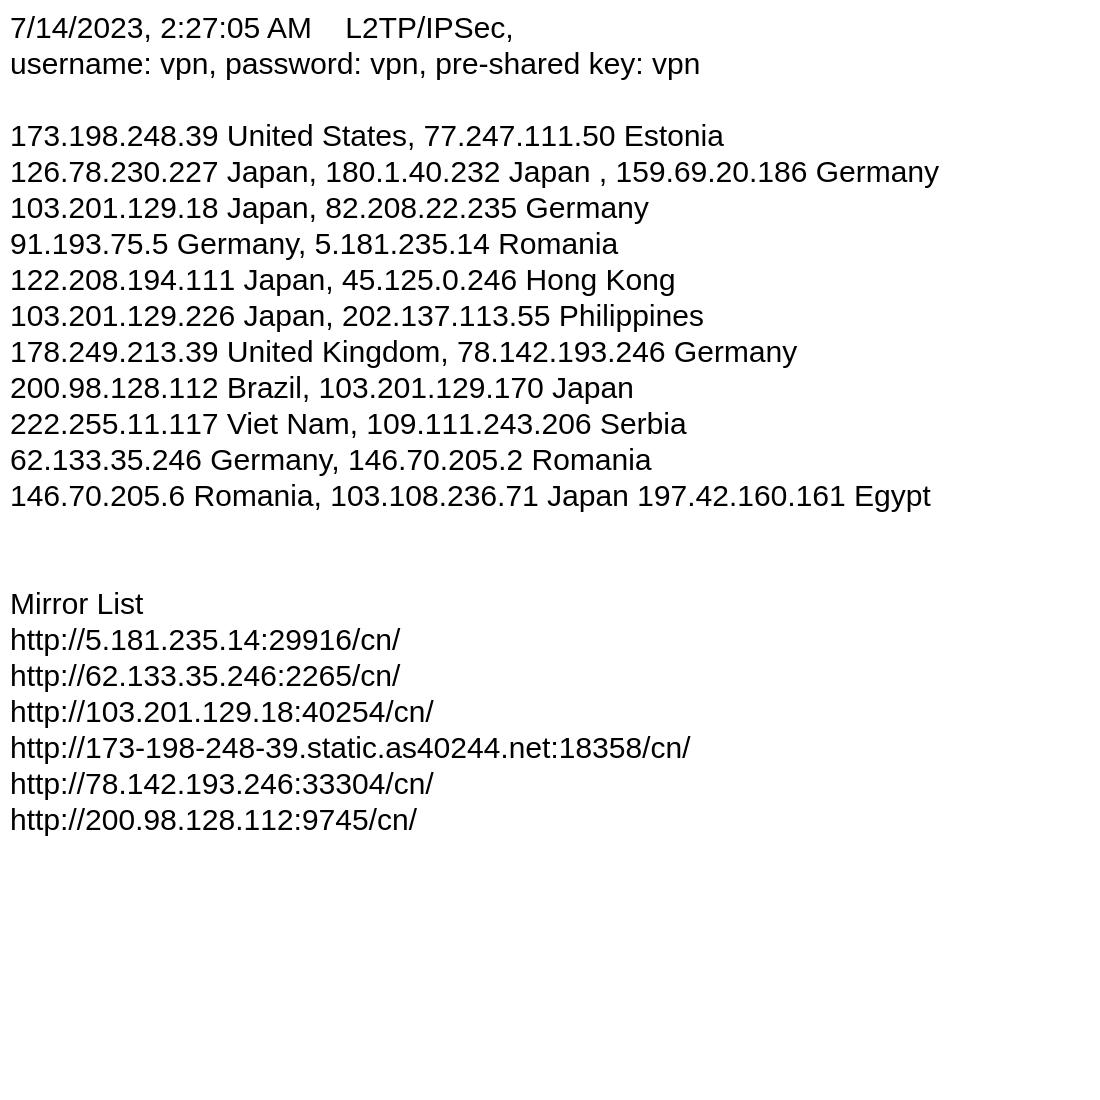 7/14/2023, 2:27:05 AM    L2TP/IPSec,
username: vpn, password: vpn, pre-shared key: vpn

173.198.248.39 United States, 77.247.111.50 Estonia
126.78.230.227 Japan, 180.1.40.232 Japan , 159.69.20.186 Germany
103.201.129.18 Japan, 82.208.22.235 Germany
91.193.75.5 Germany, 5.181.235.14 Romania
122.208.194.111 Japan, 45.125.0.246 Hong Kong
103.201.129.226 Japan, 202.137.113.55 Philippines
178.249.213.39 United Kingdom, 78.142.193.246 Germany
200.98.128.112 Brazil, 103.201.129.170 Japan
222.255.11.117 Viet Nam, 109.111.243.206 Serbia
62.133.35.246 Germany, 146.70.205.2 Romania
146.70.205.6 Romania, 103.108.236.71 Japan 197.42.160.161 Egypt

Mirror List
http://5.181.235.14:29916/cn/
http://62.133.35.246:2265/cn/
http://103.201.129.18:40254/cn/
http://173-198-248-39.static.as40244.net:18358/cn/
http://78.142.193.246:33304/cn/
http://200.98.128.112:9745/cn/